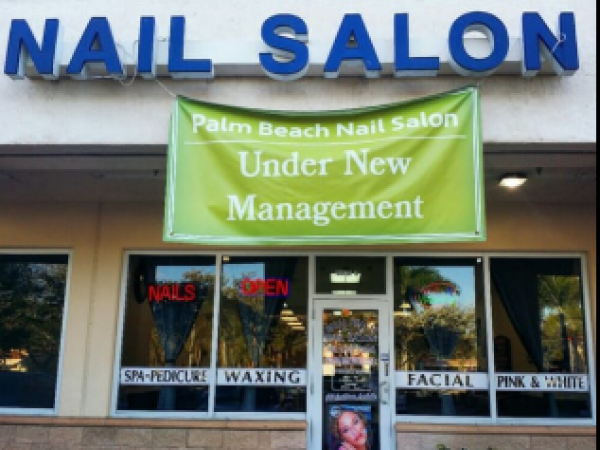 NAIL SALON
Palm Beach Nail Salon
Under New
Management
NAILS
OPEN
SPA-PEDICURE
WAXING
FACIAL
PINK & WHITE